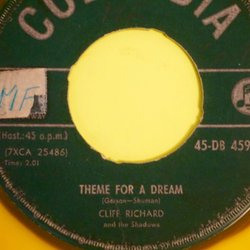 COLUMBIA
MF
(Host.: 45 o.p.m.)
(7XCA 25486)
Time: 2.01
45-DB 459
THEME FOR A DREAM
(Garson—Shuman)
CLIFF RICHARD
and the Shadows